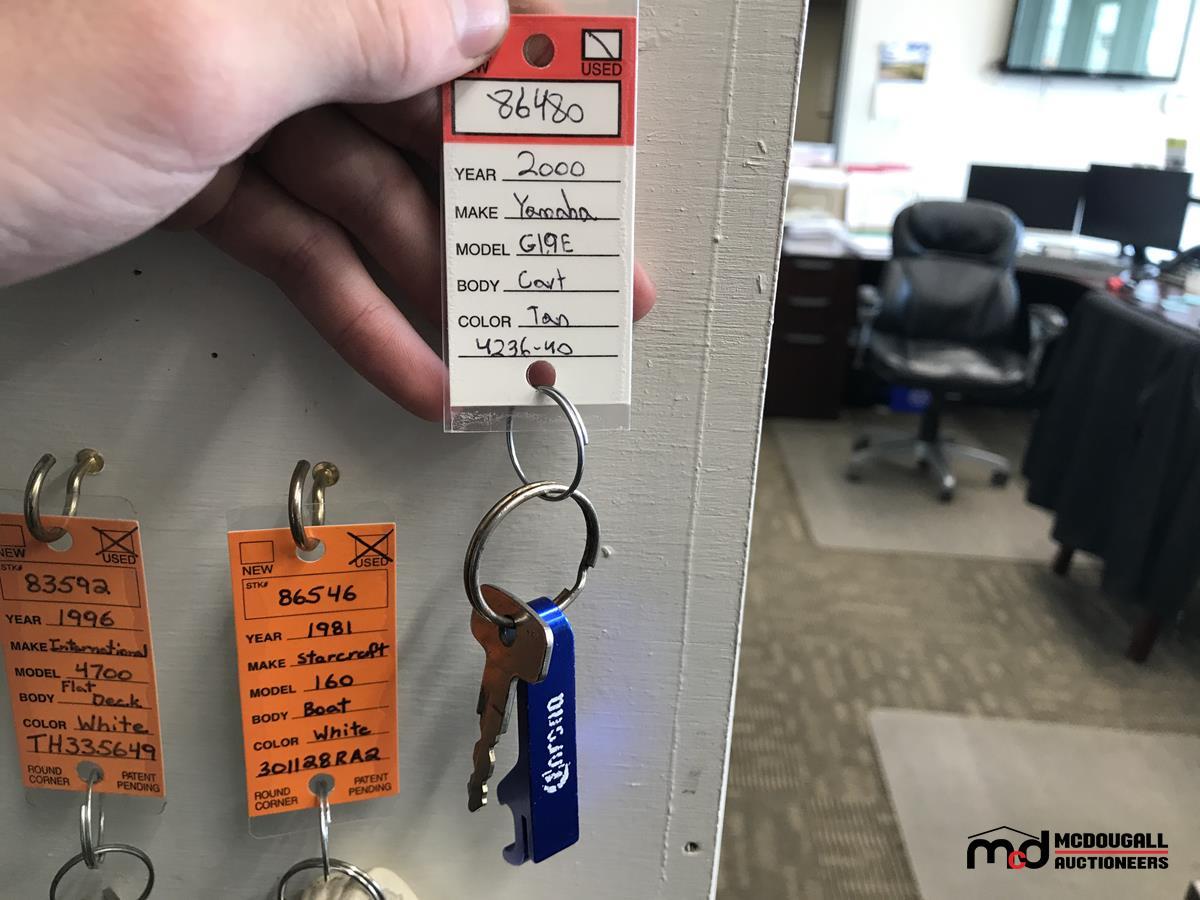 NEW USED
86480
YEAR 2000
MAKE Yamaha
MODEL G19E
BODY Cart
COLOR Tan
4236-40
NEW USED
83592
YEAR 1996
MAKE International
MODEL 4700
BODY Flat Deck
COLOR White
TH335649
ROUND CORNER PATENT PENDING
NEW USED
STK#
86546
YEAR 1981
MAKE Starcraft
MODEL 160
BODY Boat
COLOR White
301128RA2
ROUND CORNER PATENT PENDING
Corona
mcd MCDOUGALL
AUCTIONEERS